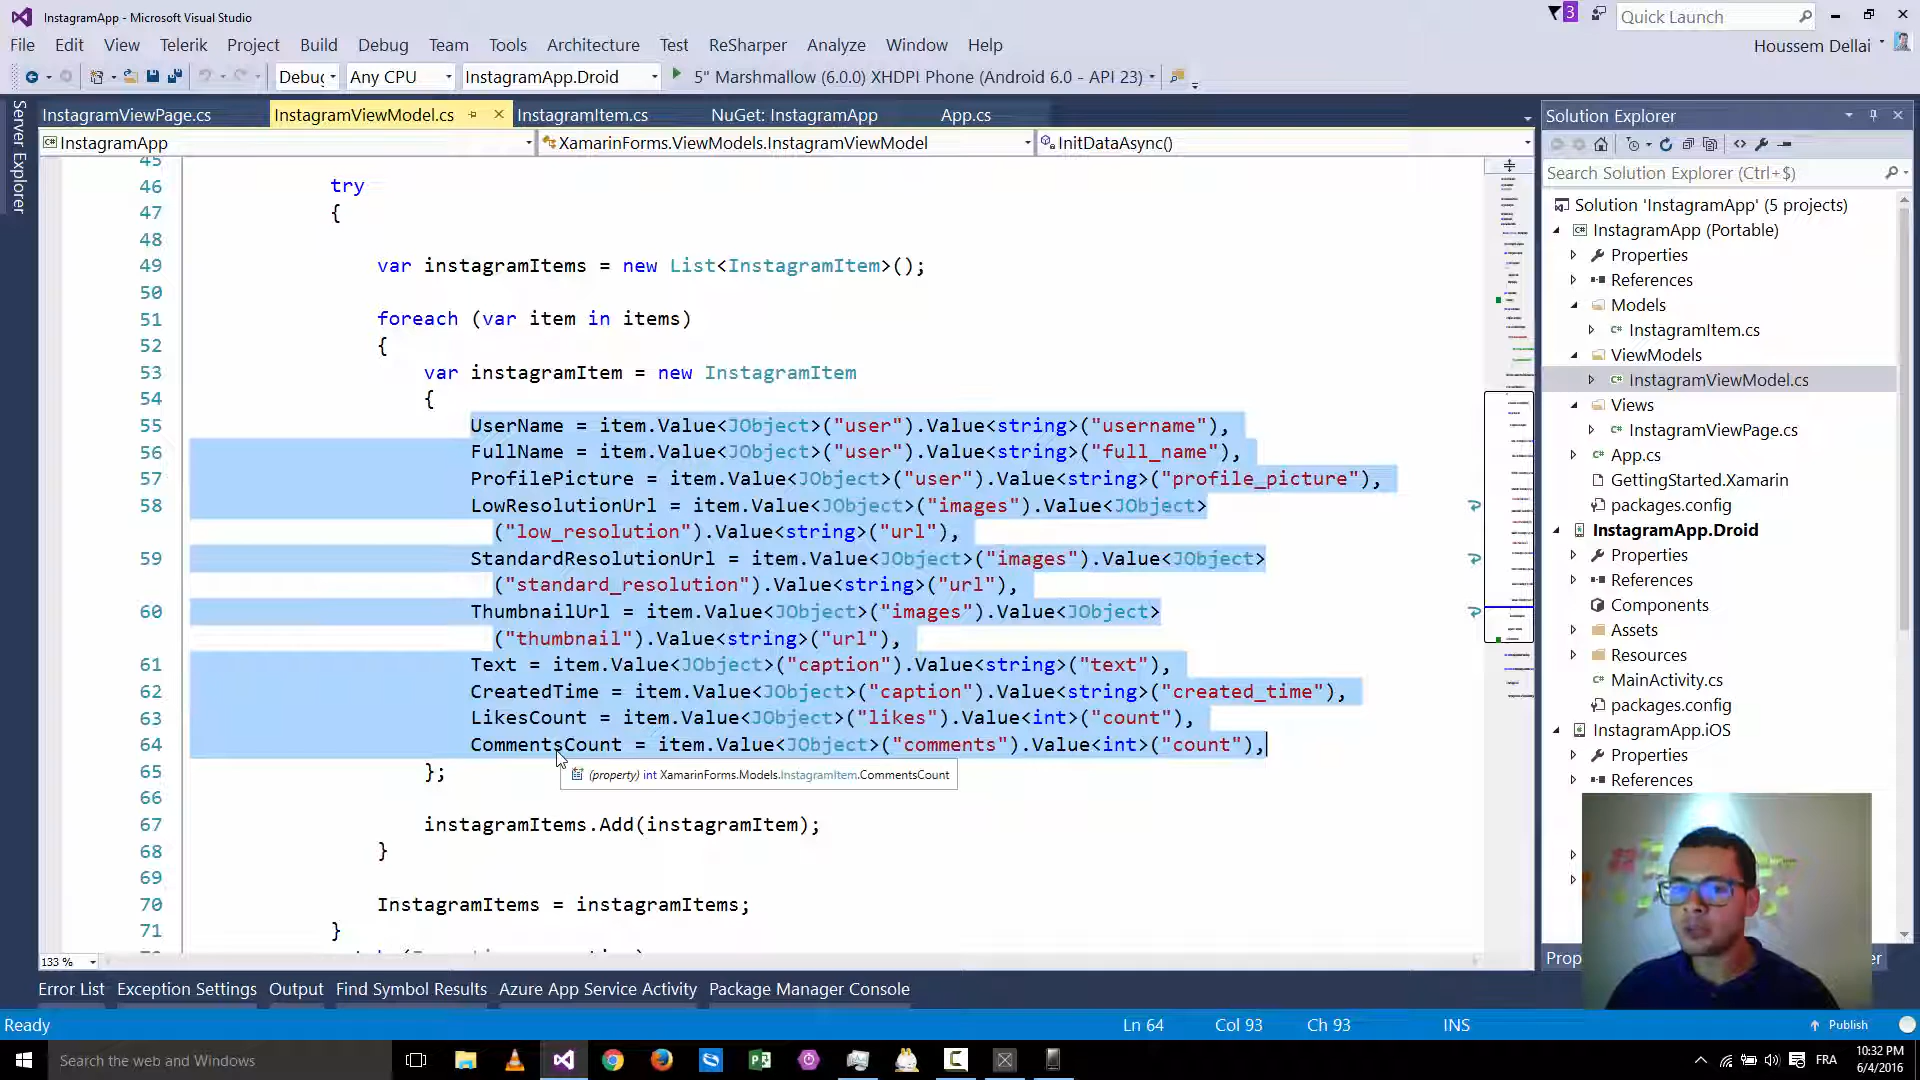 InstagramApp - Microsoft Visual Studio
3
Quick Launch
File Edit View Telerik Project Build Debug Team Tools Architecture Test ReSharper Analyze Window Help
Houssem Dellai
Debug Any CPU InstagramApp.Droid 5" Marshmallow (6.0.0) XHDPI Phone (Android 6.0 - API 23)
Server Explorer
InstagramViewPage.cs InstagramViewModel.cs InstagramItem.cs NuGet: InstagramApp App.cs
InstagramApp XamarinForms.ViewModels.InstagramViewModel InitDataAsync()
45
46 try
47 {
48
49 var instagramItems = new List<InstagramItem>();
50
51 foreach (var item in items)
52 {
53 var instagramItem = new InstagramItem
54 {
55 UserName = item.Value<JObject>("user").Value<string>("username"),
56 FullName = item.Value<JObject>("user").Value<string>("full_name"),
57 ProfilePicture = item.Value<JObject>("user").Value<string>("profile_picture"),
58 LowResolutionUrl = item.Value<JObject>("images").Value<JObject>
("low_resolution").Value<string>("url"),
59 StandardResolutionUrl = item.Value<JObject>("images").Value<JObject>
("standard_resolution").Value<string>("url"),
60 ThumbnailUrl = item.Value<JObject>("images").Value<JObject>
("thumbnail").Value<string>("url"),
61 Text = item.Value<JObject>("caption").Value<string>("text"),
62 CreatedTime = item.Value<JObject>("caption").Value<string>("created_time"),
63 LikesCount = item.Value<JObject>("likes").Value<int>("count"),
64 CommentsCount = item.Value<JObject>("comments").Value<int>("count"),
(property) int XamarinForms.Models.InstagramItem.CommentsCount
65 };
66
67 instagramItems.Add(instagramItem);
68 }
69
70 InstagramItems = instagramItems;
71 }
133 %
Solution Explorer
Search Solution Explorer (Ctrl+$)
Solution 'InstagramApp' (5 projects)
InstagramApp (Portable)
Properties
References
Models
InstagramItem.cs
ViewModels
InstagramViewModel.cs
Views
InstagramViewPage.cs
App.cs
GettingStarted.Xamarin
packages.config
InstagramApp.Droid
Properties
References
Components
Assets
Resources
MainActivity.cs
packages.config
InstagramApp.iOS
Properties
References
Error List Exception Settings Output Find Symbol Results Azure App Service Activity Package Manager Console
Ready Ln 64 Col 93 Ch 93 INS Publish
Search the web and Windows
FRA
10:32 PM
6/4/2016